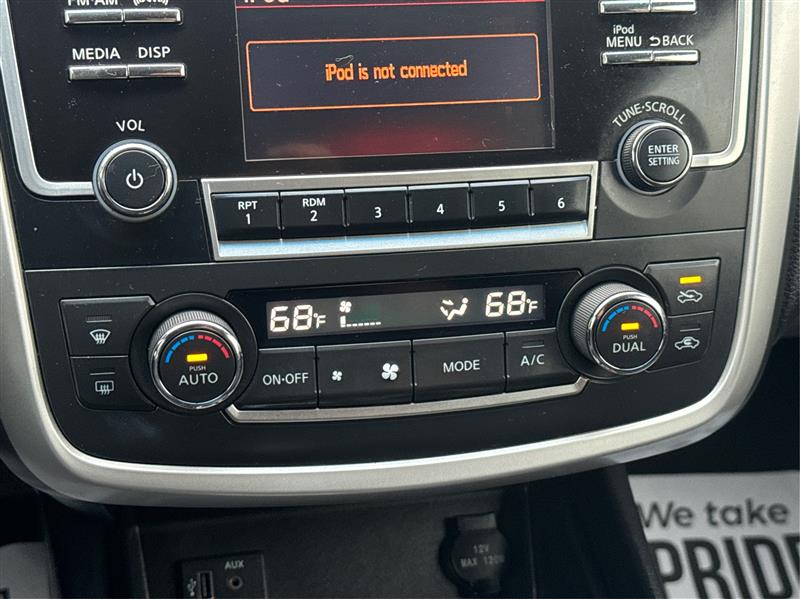 FM·AM
iPod
MEDIA DISP
iPod is not connected
iPod
MENU BACK
VOL
TUNE·SCROLL
ENTER
SETTING
RPT RDM
1 2 3 4 5 6
68°F 68°F
PUSH
AUTO
ON·OFF
MODE
A/C
PUSH
DUAL
AUX
12V
MAX 120W
We take
PRIDE